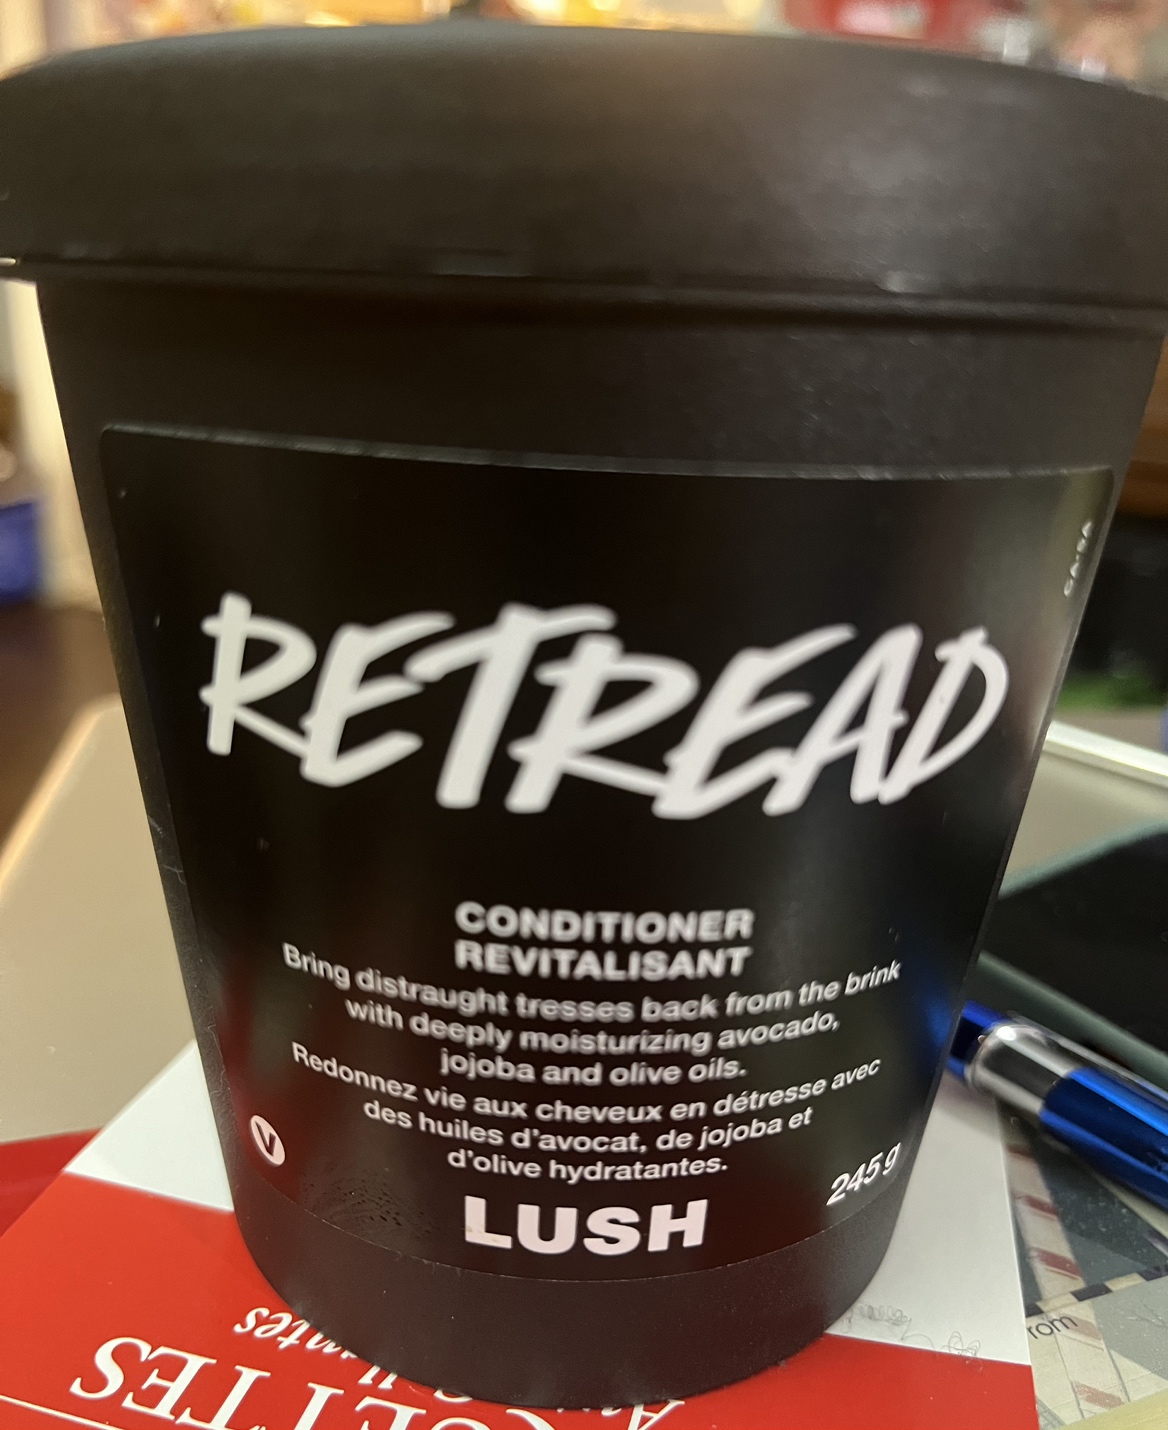 RETREAD
CONDITIONER
REVITALISANT
Bring distraught tresses back from the brink
with deeply moisturizing avocado,
jojoba and olive oils.
Redonnez vie aux cheveux en détresse avec
des huiles d'avocat, de jojoba et
d'olive hydratantes.
V
245 g
LUSH
rom